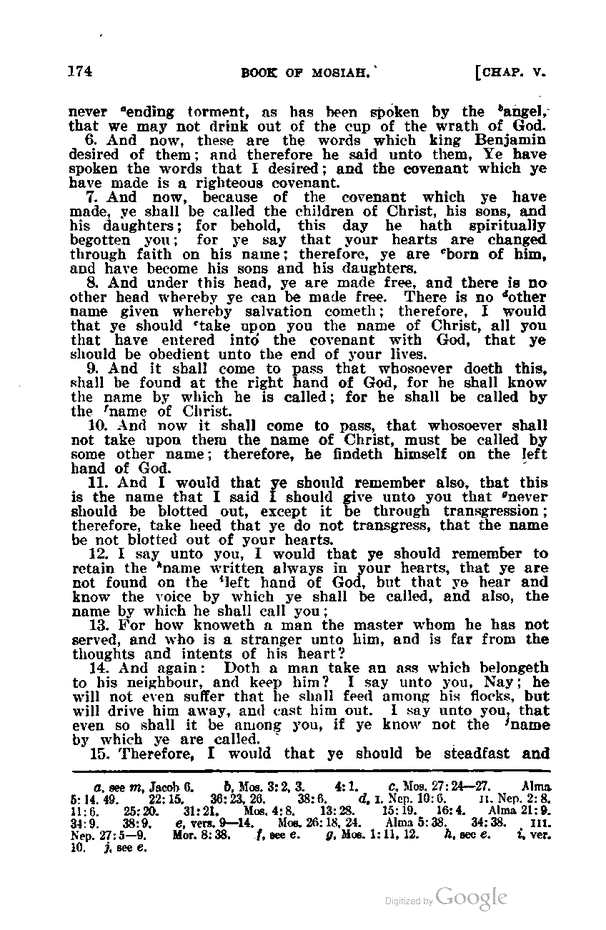 174 BOOK OF MOSIAH. [CHAP. V.
never ᵃending torment, as has been spoken by the ᵇangel,
that we may not drink out of the cup of the wrath of God.
6. And now, these are the words which king Benjamin
desired of them; and therefore he said unto them, Ye have
spoken the words that I desired; and the covenant which ye
have made is a righteous covenant.
7. And now, because of the covenant which ye have
made, ye shall be called the children of Christ, his sons, and
his daughters; for behold, this day he hath spiritually
begotten you; for ye say that your hearts are changed
through faith on his name; therefore, ye are ᶜborn of him,
and have become his sons and his daughters.
8. And under this head, ye are made free, and there is no
other head whereby ye can be made free. There is no ᵈother
name given whereby salvation cometh; therefore, I would
that ye should ᵉtake upon you the name of Christ, all you
that have entered into the covenant with God, that ye
should be obedient unto the end of your lives.
9. And it shall come to pass that whosoever doeth this,
shall be found at the right hand of God, for he shall know
the name by which he is called; for he shall be called by
the ᶠname of Christ.
10. And now it shall come to pass, that whosoever shall
not take upon them the name of Christ, must be called by
some other name; therefore, he findeth himself on the left
hand of God.
11. And I would that ye should remember also, that this
is the name that I said I should give unto you that ᵍnever
should be blotted out, except it be through transgression;
therefore, take heed that ye do not transgress, that the name
be not blotted out of your hearts.
12. I say unto you, I would that ye should remember to
retain the ʰname written always in your hearts, that ye are
not found on the ⁱleft hand of God, but that ye hear and
know the voice by which ye shall be called, and also, the
name by which he shall call you;
13. For how knoweth a man the master whom he has not
served, and who is a stranger unto him, and is far from the
thoughts and intents of his heart?
14. And again: Doth a man take an ass which belongeth
to his neighbour, and keep him? I say unto you, Nay; he
will not even suffer that he shall feed among his flocks, but
will drive him away, and cast him out. I say unto you, that
even so shall it be among you, if ye know not the ʲname
by which ye are called.
15. Therefore, I would that ye should be steadfast and
a, see m, Jacob 6. b, Mos. 3: 2, 3. 4: 1. c, Mos. 27: 24—27. Alma
5: 14. 49. 22: 15. 36: 23, 26. 38: 6. d, I. Nep. 10: 6. II. Nep. 2: 8.
11: 6. 25: 20. 31: 21. Mos. 4: 8. 13: 28. 15: 19. 16: 4. Alma 21: 9.
34: 9. 38: 9. e, vers. 9—14. Mos. 26: 18, 24. Alma 5: 38. 34: 38. III.
Nep. 27: 5—9. Mor. 8: 38. f, see e. g, Mos. 1: 11, 12. h, see e. i, ver.
10. j, see e.
Digitized by Google